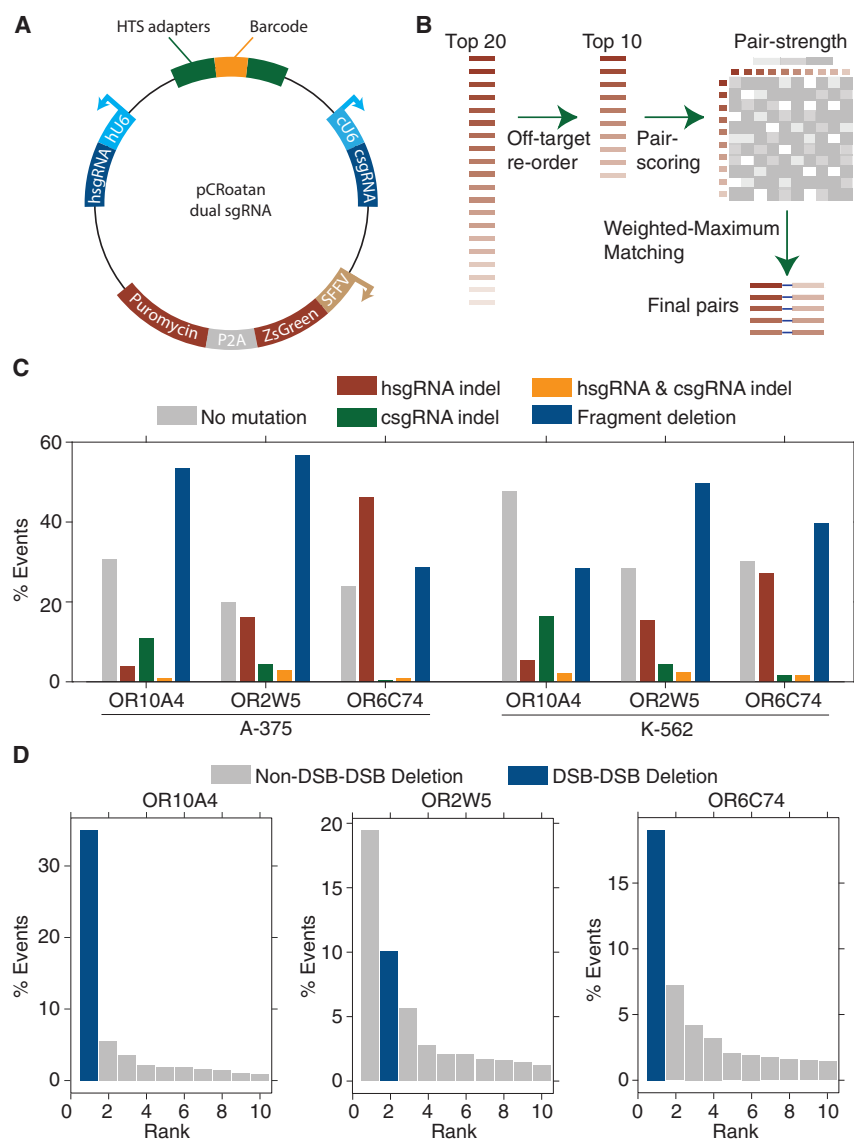 A
HTS adapters
Barcode
hU6
cU6
hsgRNA
csgRNA
pCRoatan
dual sgRNA
SFFV
Puromycin
P2A
ZsGreen
B
Top 20
Top 10
Pair-strength
Off-target
re-order
Pair-
scoring
Weighted-Maximum
Matching
Final pairs
C
No mutation
hsgRNA indel
csgRNA indel
hsgRNA & csgRNA indel
Fragment deletion
% Events
60
40
20
0
OR10A4
OR2W5
OR6C74
OR10A4
OR2W5
OR6C74
A-375
K-562
D
Non-DSB-DSB Deletion
DSB-DSB Deletion
OR10A4
% Events
30
20
10
0
0
2
4
6
8
10
Rank
OR2W5
% Events
20
15
10
5
0
0
2
4
6
8
10
Rank
OR6C74
% Events
15
10
5
0
0
2
4
6
8
10
Rank